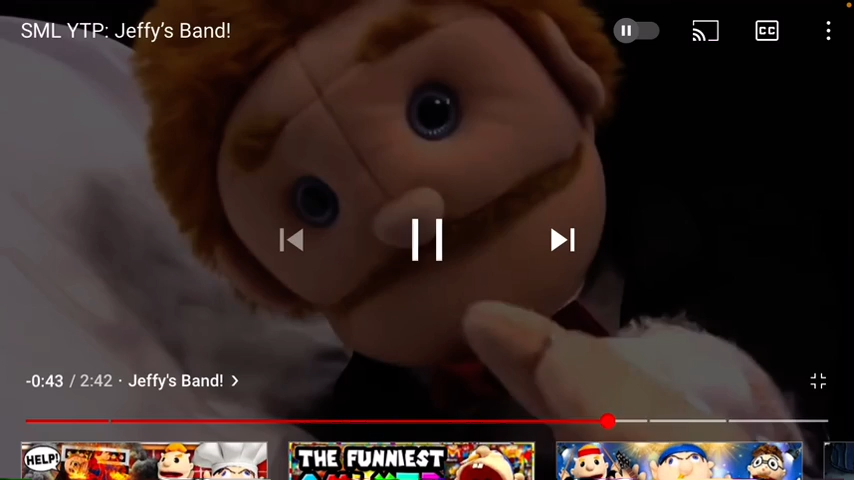 SML YTP: Jeffy’s Band!
CC
-0:43 / 2:42 · Jeffy's Band! >
HELP!
THE FUNNIEST